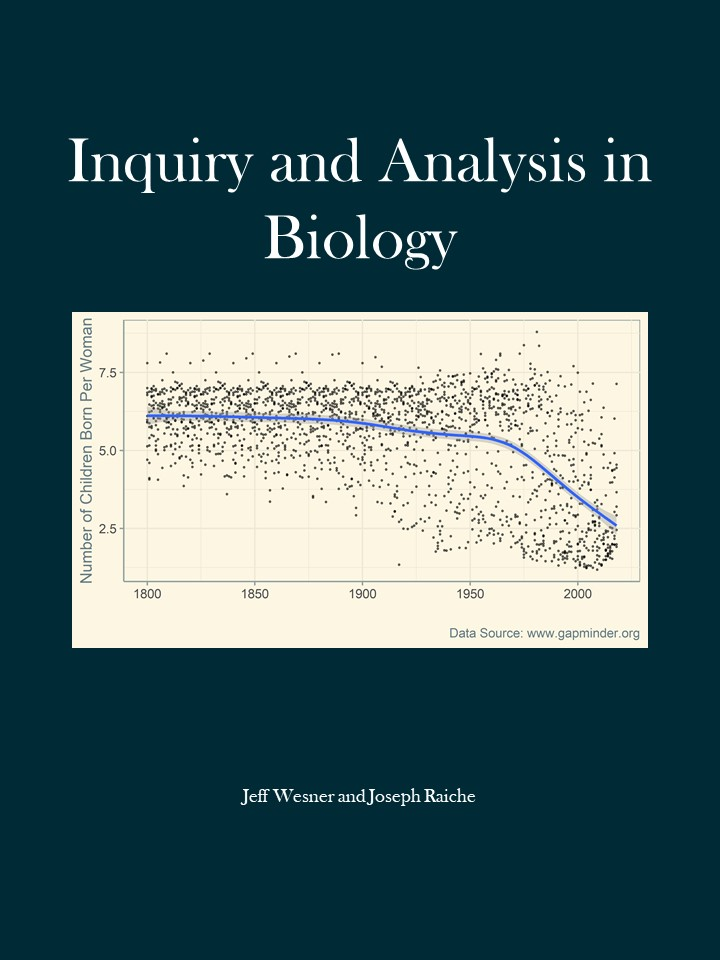 Inquiry and Analysis in
Biology
Number of Children Born Per Woman
7.5
5.0
2.5
1800 1850 1900 1950 2000
Data Source: www.gapminder.org
Jeff Wesner and Joseph Raiche